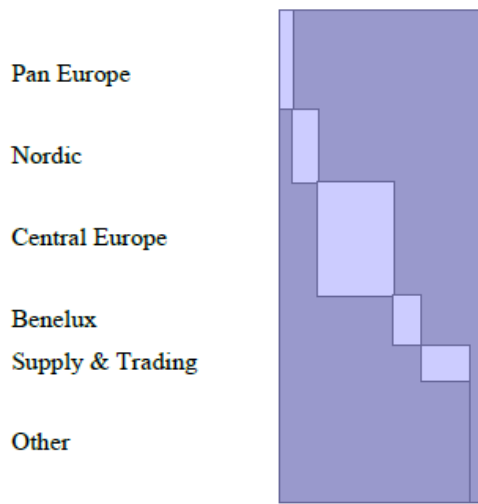 Pan Europe
Nordic
Central Europe
Benelux
Supply & Trading
Other